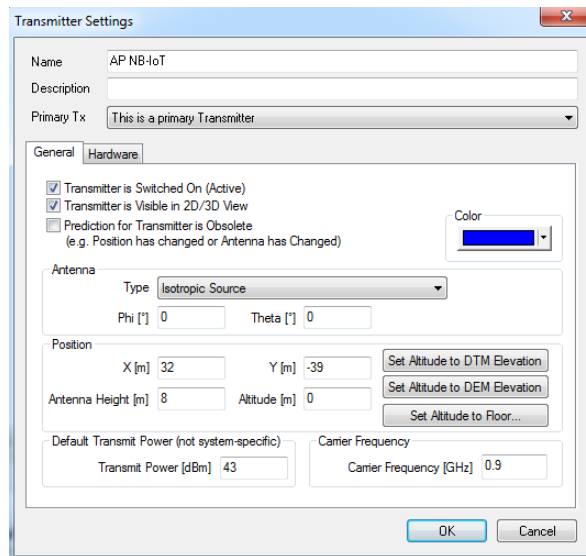 Transmitter Settings
Name AP NB-IoT
Description
Primary Tx This is a primary Transmitter
General Hardware
Transmitter is Switched On (Active)
Transmitter is Visible in 2D/3D View
Prediction for Transmitter is Obsolete
(e.g. Position has changed or Antenna has Changed)
Color
Antenna
Type Isotropic Source
Phi [°] 0 Theta [°] 0
Position
X [m] 32 Y [m] -39 Set Altitude to DTM Elevation
Set Altitude to DEM Elevation
Antenna Height [m] 8 Altitude [m] 0
Set Altitude to Floor...
Default Transmit Power (not system-specific) Carrier Frequency
Transmit Power [dBm] 43 Carrier Frequency [GHz] 0.9
OK Cancel